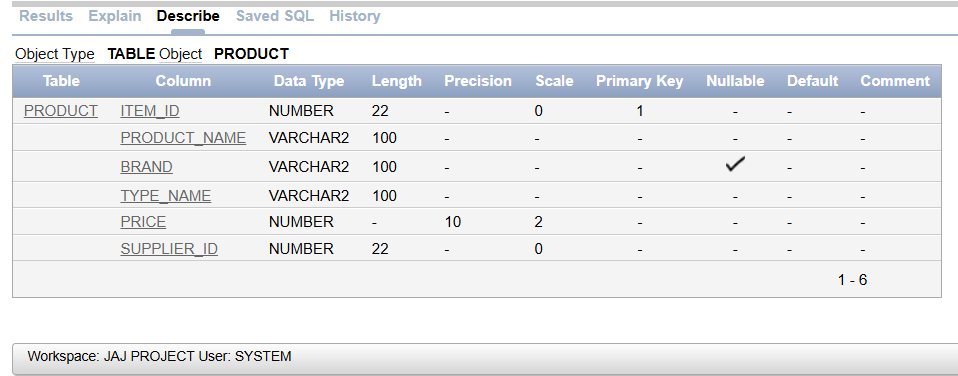 Results Explain Describe Saved SQL History
Object Type TABLE Object PRODUCT
Table Column Data Type Length Precision Scale Primary Key Nullable Default Comment
PRODUCT ITEM_ID NUMBER 22 - 0 1 - - -
PRODUCT_NAME VARCHAR2 100 - - - - - -
BRAND VARCHAR2 100 - - - ✓ - -
TYPE_NAME VARCHAR2 100 - - - - - -
PRICE NUMBER - 10 2 - - - -
SUPPLIER_ID NUMBER 22 - 0 - - - -
1 - 6
Workspace: JAJ PROJECT User: SYSTEM